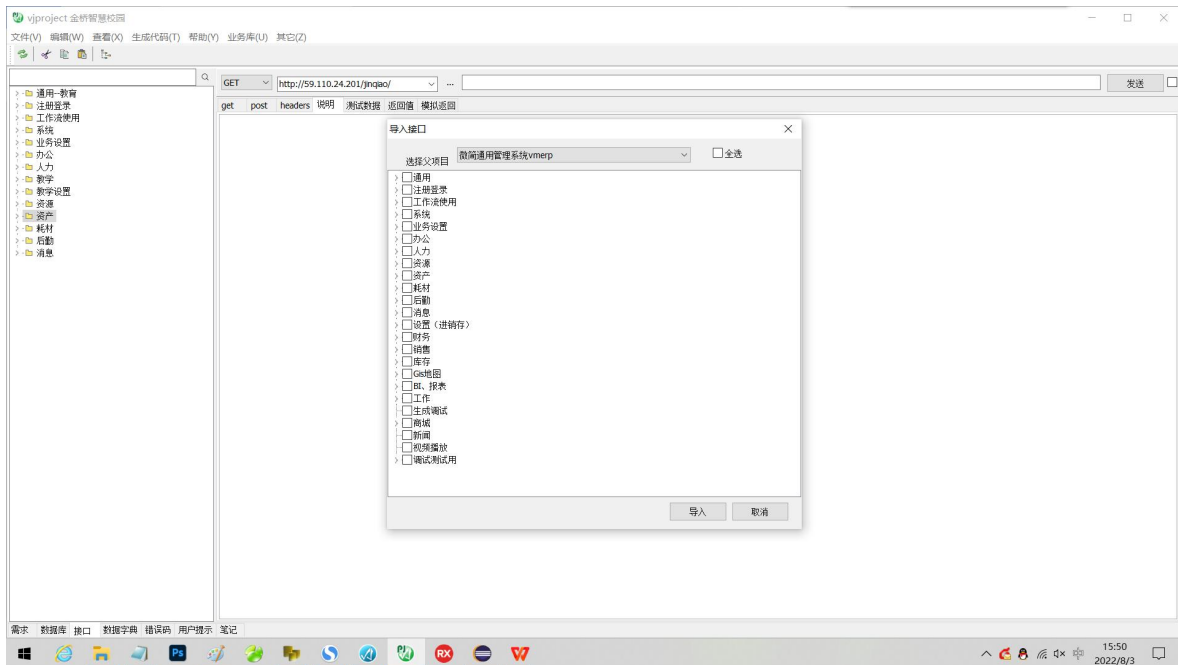 vjproject 金桥智慧校园
文件(V) 编辑(W) 查看(X) 生成代码(T) 帮助(Y) 业务库(U) 其它(Z)
GET http://59.110.24.201/jinqiao/ ... 发送
get post headers 说明 测试数据 返回值 模拟返回
通用--教育
注册登录
工作流使用
系统
业务设置
办公
人力
教学
教学设置
资源
资产
耗材
后勤
消息
导入接口
选择父项目 微简通用管理系统vmerp 全选
通用
注册登录
工作流使用
系统
业务设置
办公
人力
资源
资产
耗材
后勤
消息
设置（进销存）
财务
销售
库存
Gis地图
BI、报表
工作
生成调试
商城
新闻
视频播放
调试测试用
导入 取消
需求 数据库 接口 数据字典 错误码 用户提示 笔记
Ps RX W 中 15:50
2022/8/3